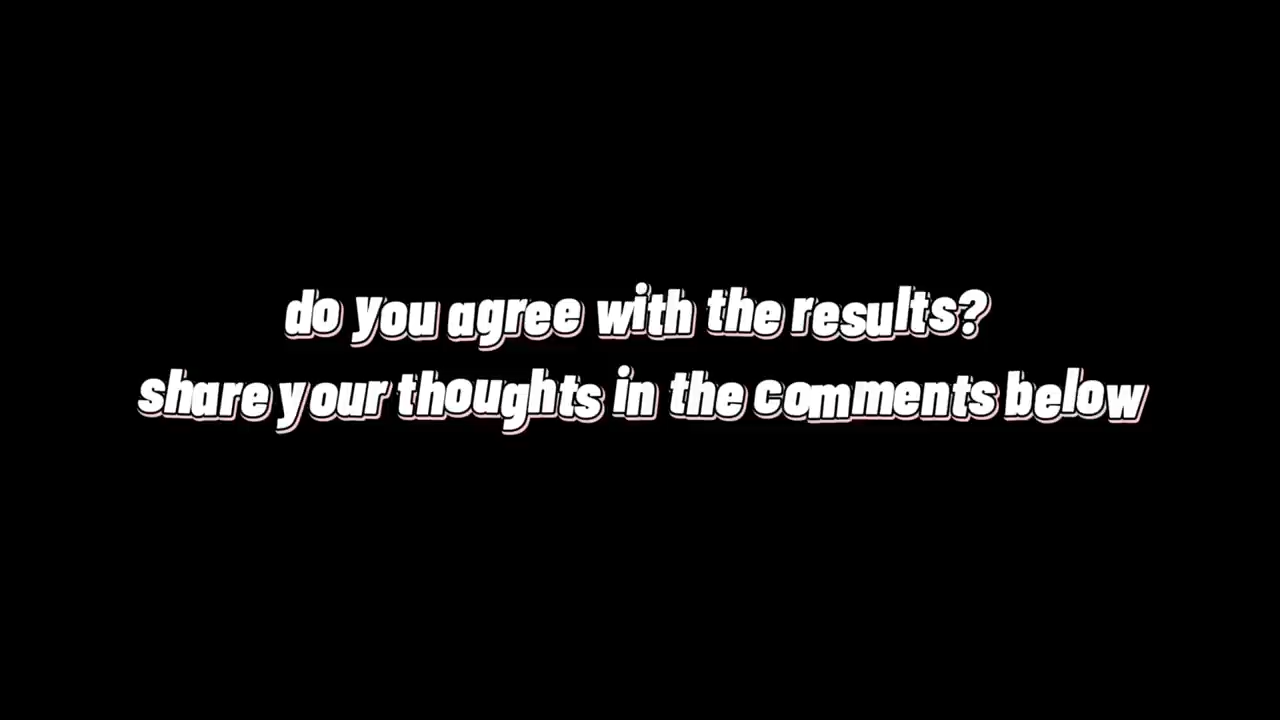 do you agree with the results?
share your thoughts in the comments below